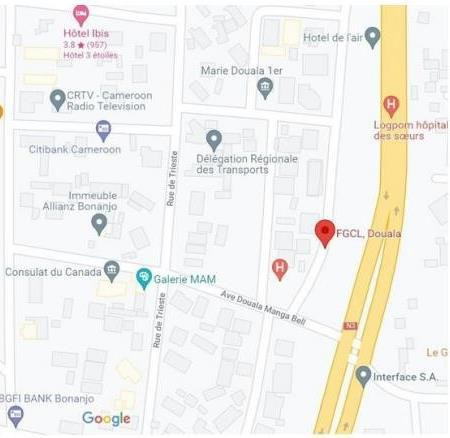 Hôtel Ibis
3.8 ★ (957)
Hôtel 3 étoiles
Hotel de l'air
Marie Douala 1er
CRTV - Cameroon
Radio Television
H
Logpom hôpital
des sœurs
Citibank Cameroon
Délégation Régionale
des Transports
Rue de Trieste
Immeuble
Allianz Bonanjo
FGCL, Douala
Consulat du Canada
Galerie MAM
H
Ave Douala Manga Bell
Rue de Trieste
N3
Le G
Interface S.A.
BGFI BANK Bonanjo
Google